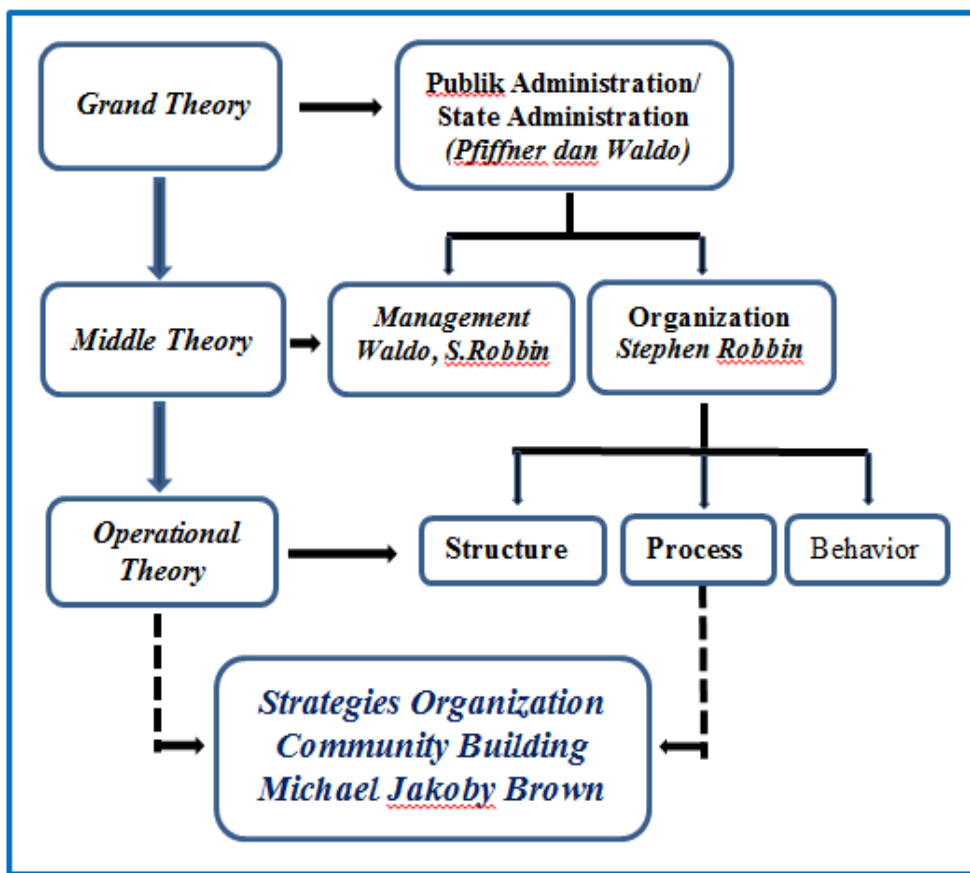 Grand Theory
Publik Administration/
State Administration
(Pfiffner dan Waldo)
Middle Theory
Management
Waldo, S.Robbin
Organization
Stephen Robbin
Operational
Theory
Structure
Process
Behavior
Strategies Organization
Community Building
Michael Jakoby Brown